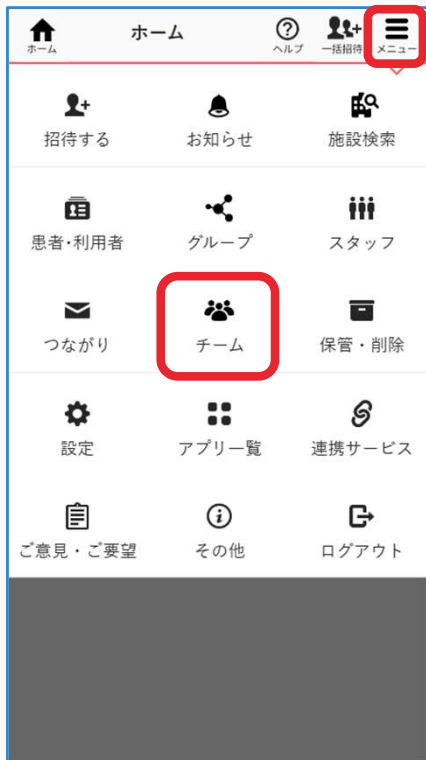 ホーム
ホーム
ヘルプ
一括招待
メニュー
招待する
お知らせ
施設検索
患者・利用者
グループ
スタッフ
つながり
チーム
保管・削除
設定
アプリ一覧
連携サービス
ご意見・ご要望
その他
ログアウト